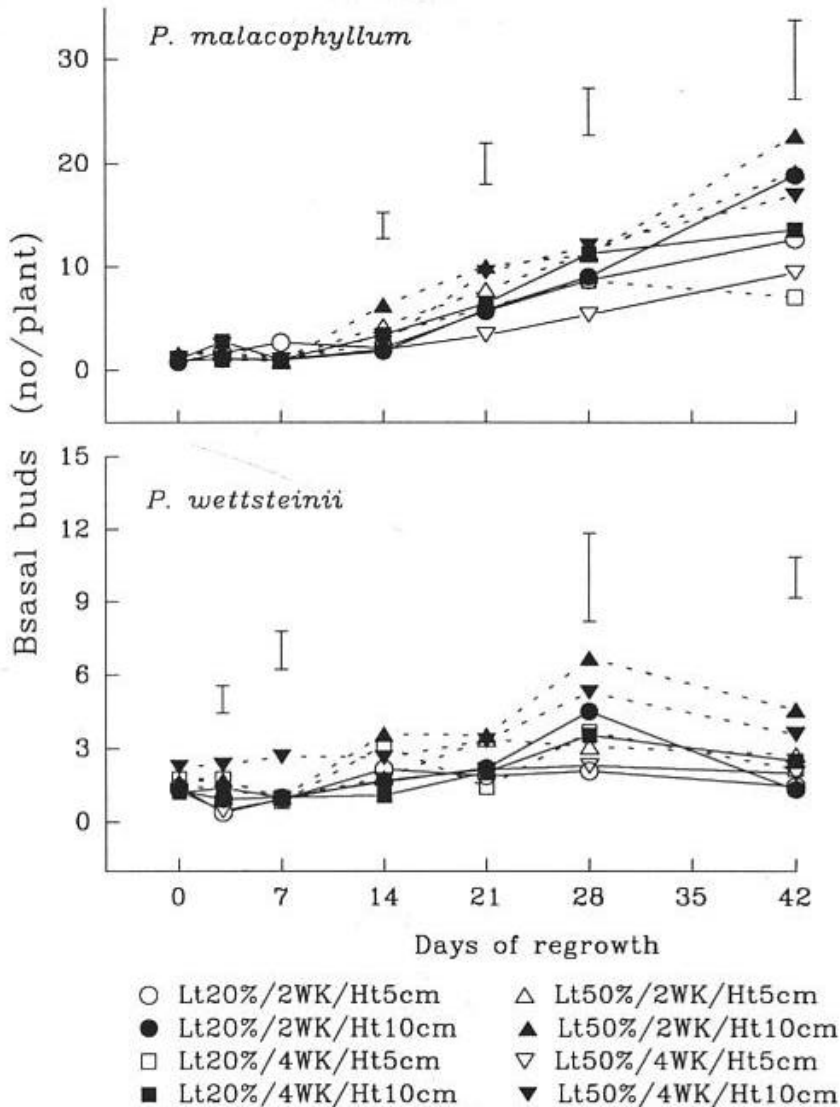 P. malacophyllum
30
20
10
0
Bsasal buds (no/plant)
15
P. wettsteinii
12
9
6
3
0
0 7 14 21 28 35 42
Days of regrowth
Lt20%/2WK/Ht5cm Lt50%/2WK/Ht5cm
Lt20%/2WK/Ht10cm Lt50%/2WK/Ht10cm
Lt20%/4WK/Ht5cm Lt50%/4WK/Ht5cm
Lt20%/4WK/Ht10cm Lt50%/4WK/Ht10cm